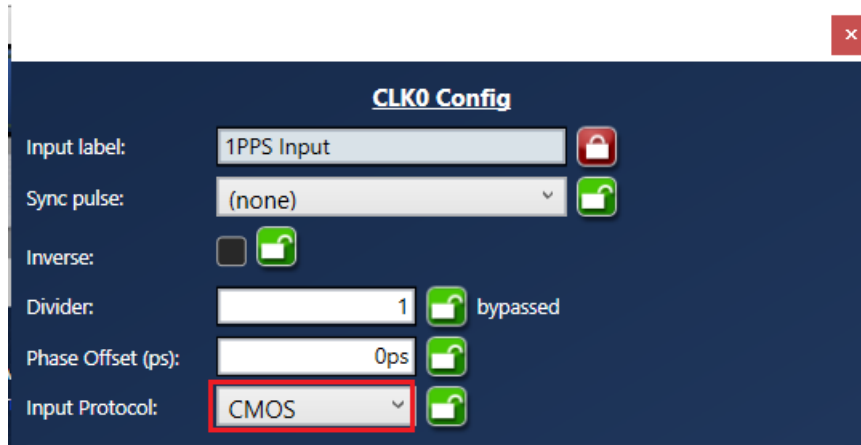 CLK0 Config
Input label: 1PPS Input
Sync pulse: (none)
Inverse:
Divider: 1 bypassed
Phase Offset (ps): 0ps
Input Protocol: CMOS